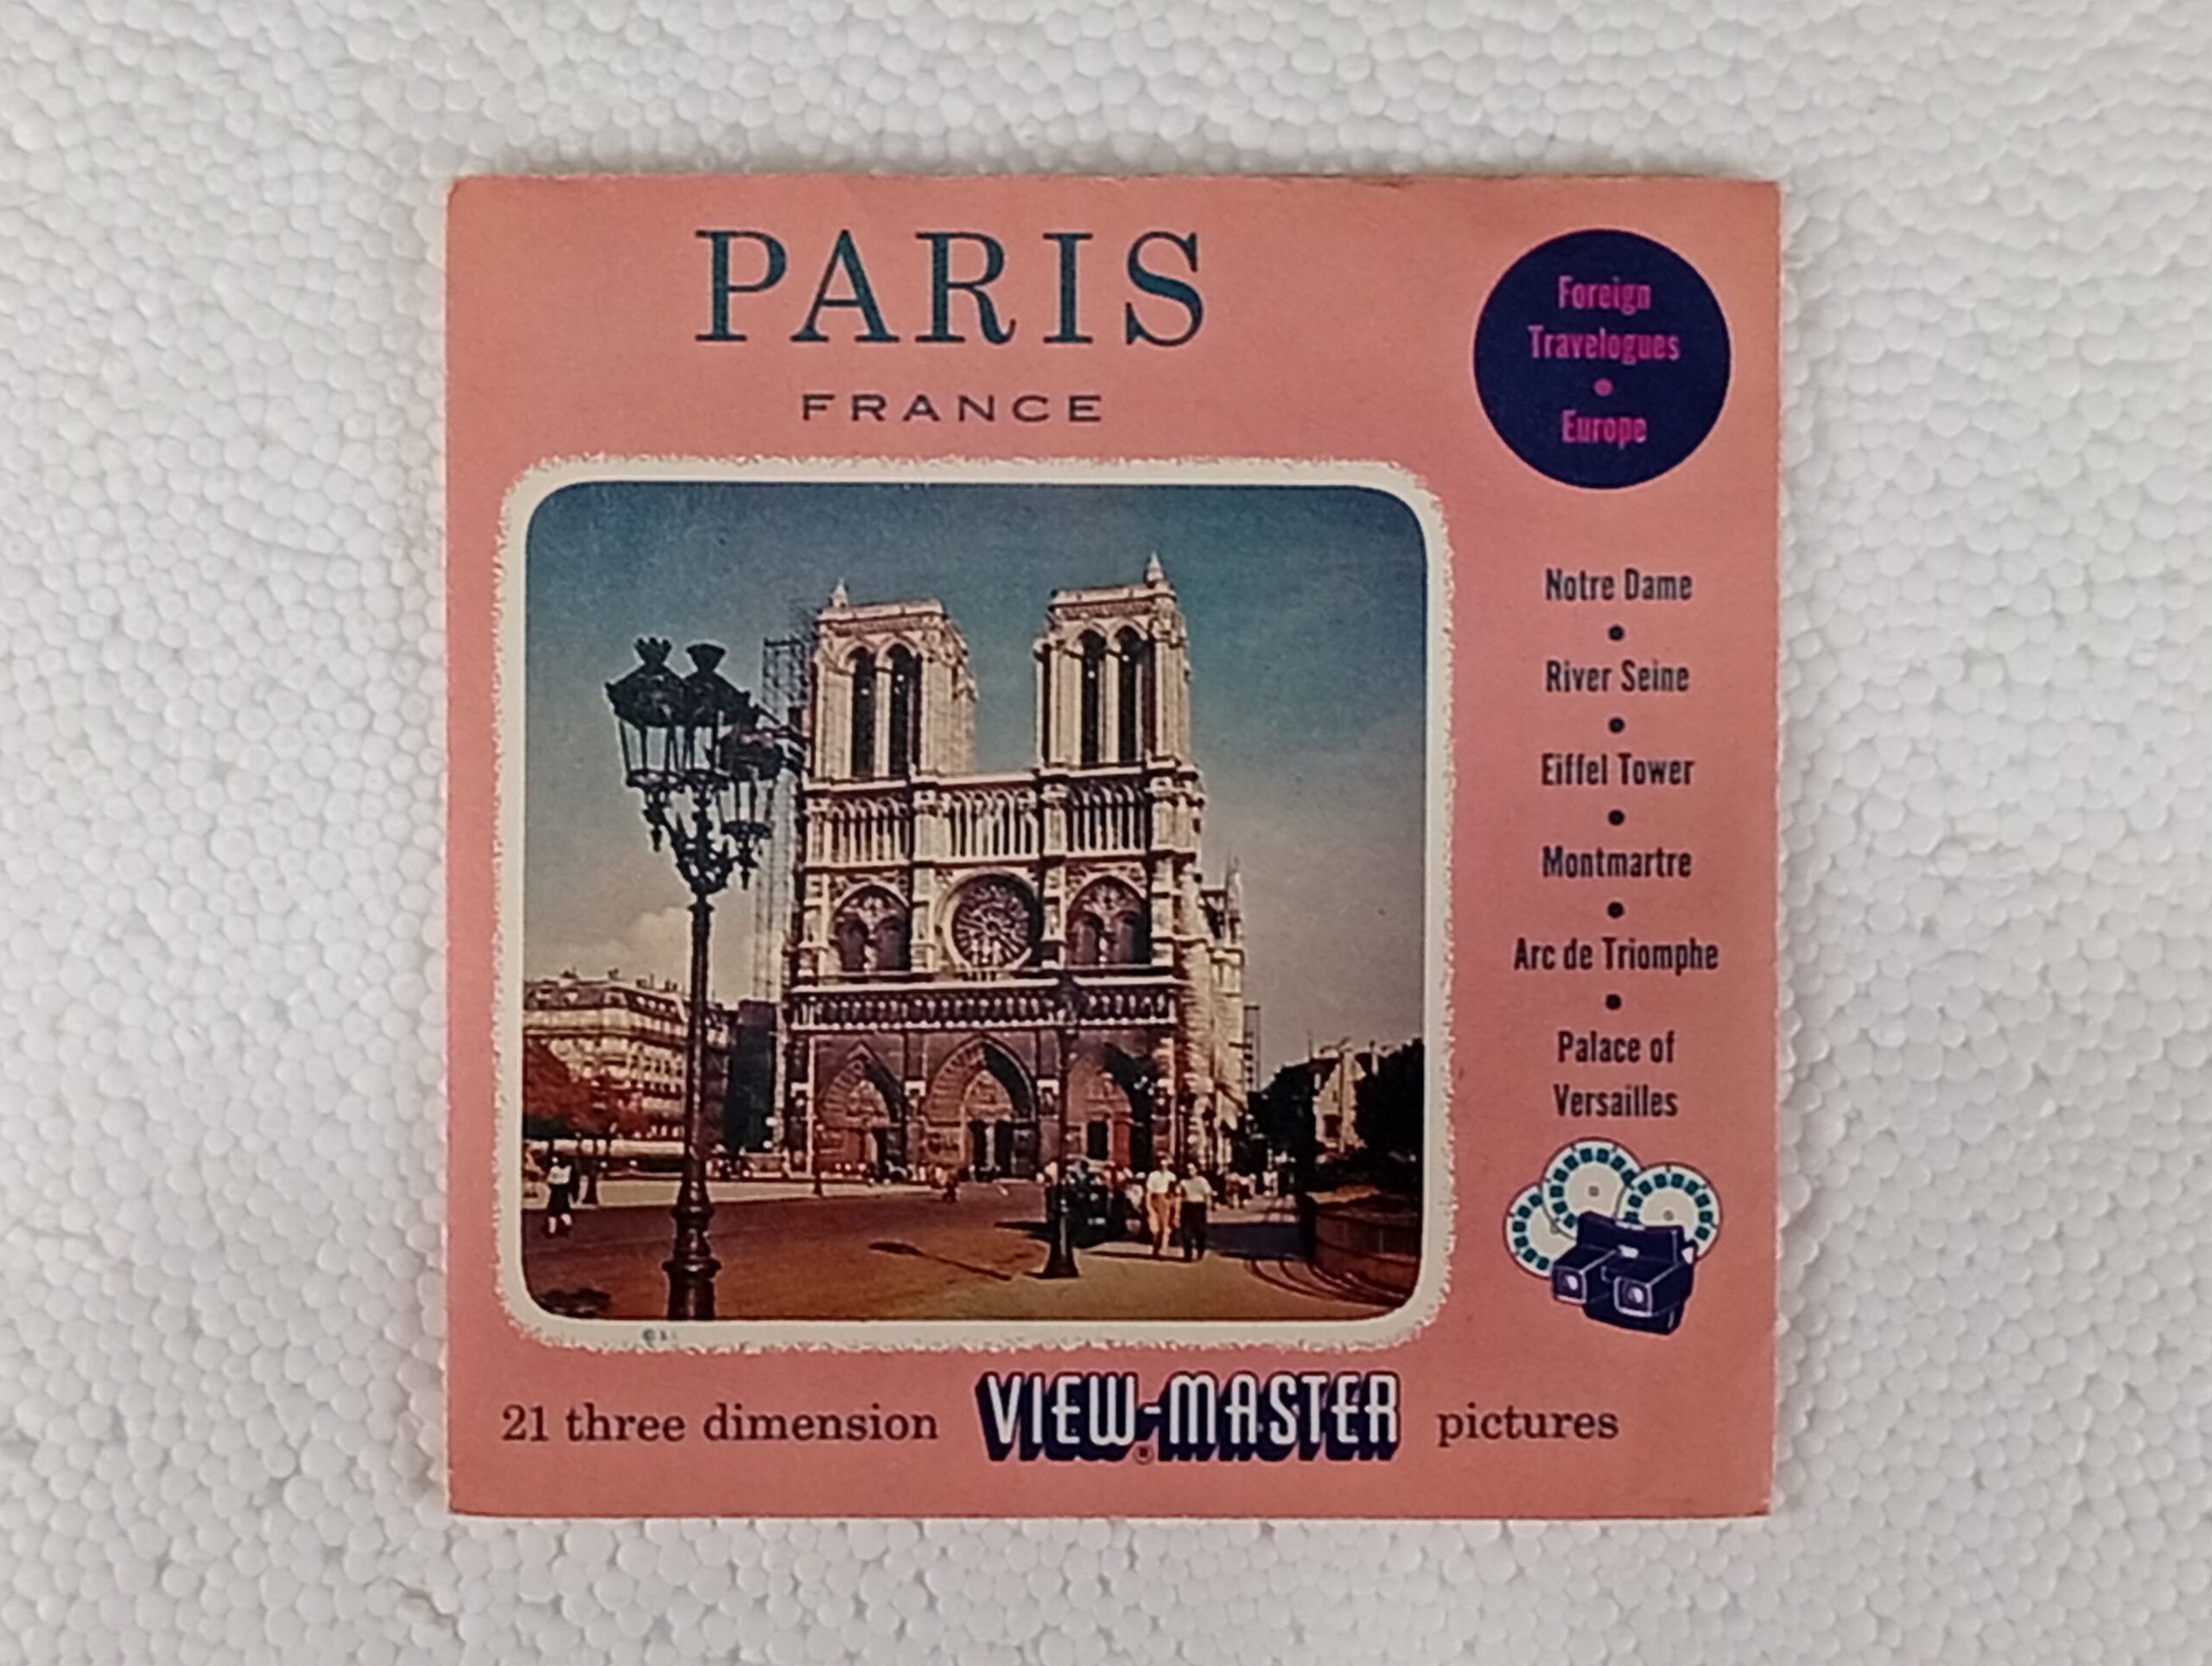 PARIS
FRANCE
Foreign
Travelogues
•
Europe
Notre Dame
•
River Seine
•
Eiffel Tower
•
Montmartre
•
Arc de Triomphe
•
Palace of
Versailles
21 three dimension VIEW-MASTER ® pictures